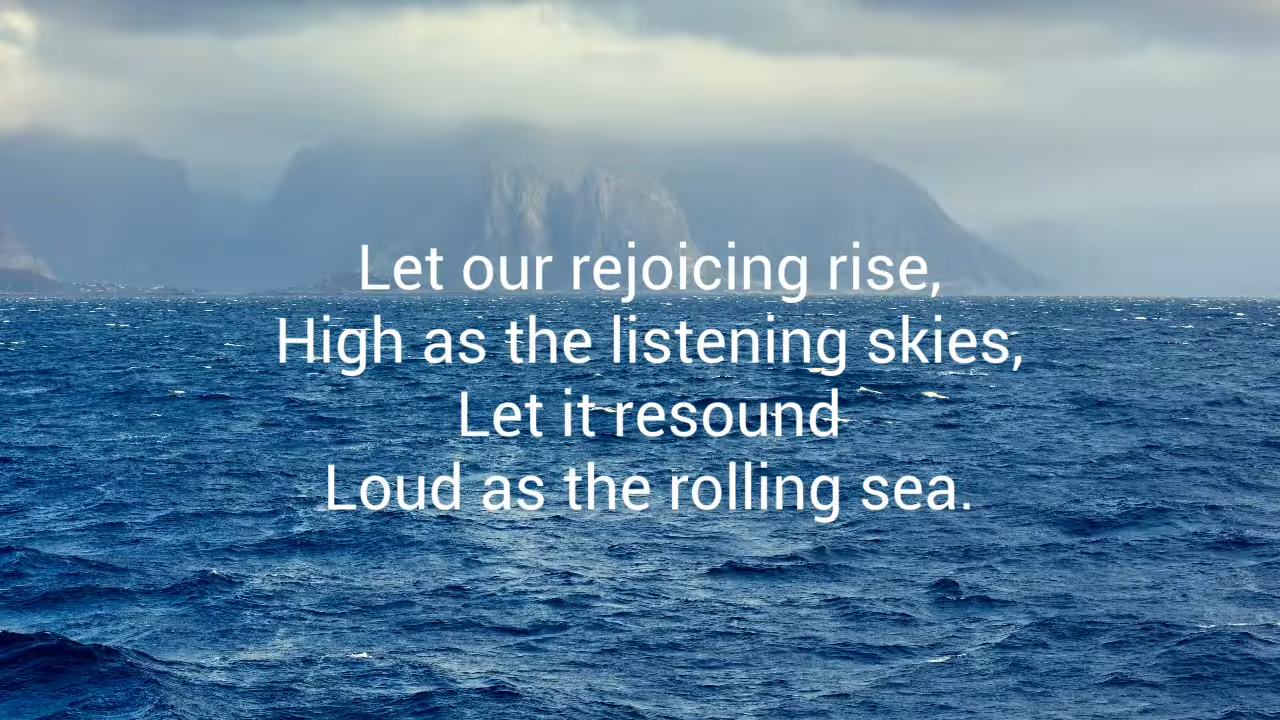 Let our rejoicing rise,
High as the listening skies,
Let it resound
Loud as the rolling sea.